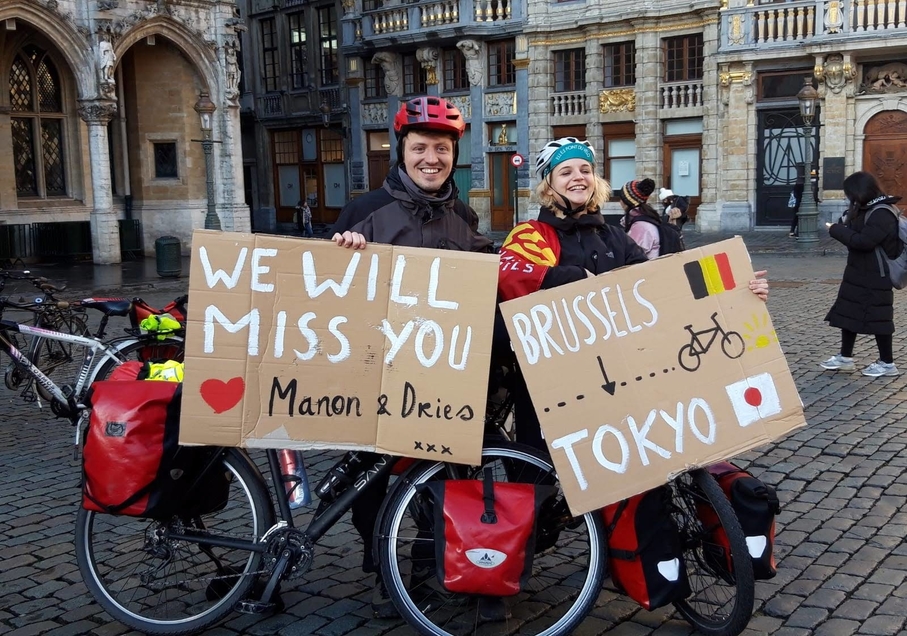 WE WILL
MISS YOU
Manon & Dries
xxx
BRUSSELS
TOKYO